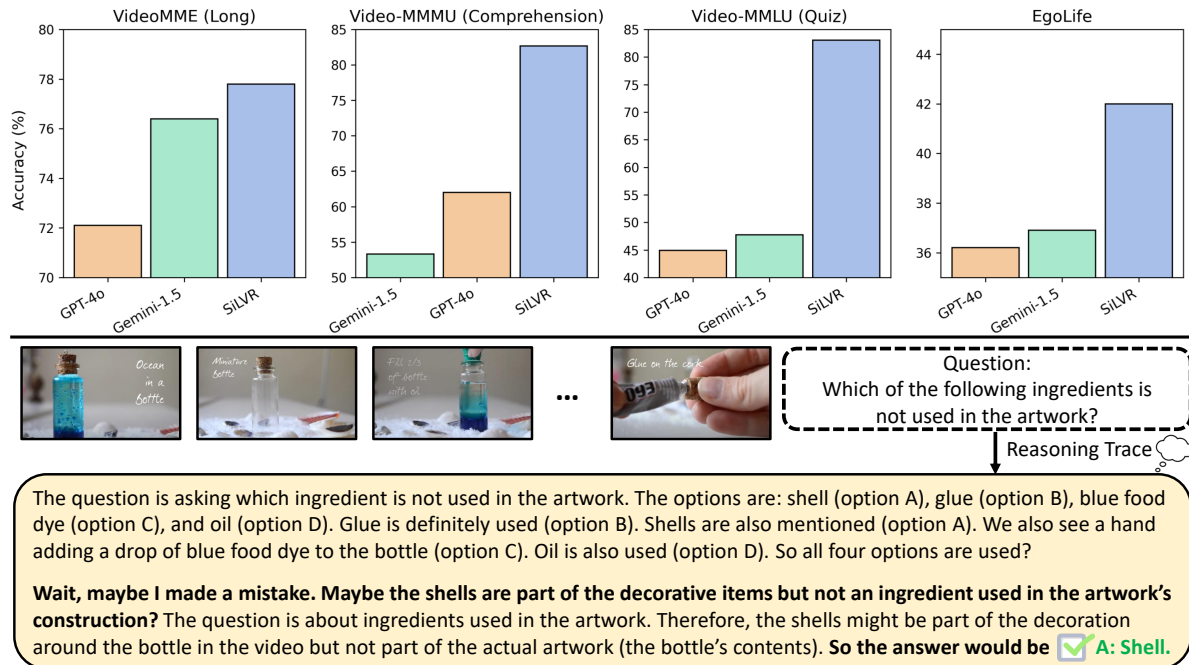 VideoMME (Long)
Video-MMMU (Comprehension)
Video-MMLU (Quiz)
EgoLife
Accuracy (%)
80
78
76
74
72
70
GPT-4o
Gemini-1.5
SiLVR
85
80
75
70
65
60
55
50
Gemini-1.5
GPT-4o
SiLVR
85
80
75
70
65
60
55
50
45
40
GPT-4o
Gemini-1.5
SiLVR
44
42
40
38
36
GPT-4o
Gemini-1.5
SiLVR
Ocean
in a
Bottle
Miniature
Bottle
Fill 2/3
of bottle
with oil
...
Glue on the cork
E60
Question:
Which of the following ingredients is
not used in the artwork?
Reasoning Trace
The question is asking which ingredient is not used in the artwork. The options are: shell (option A), glue (option B), blue food
dye (option C), and oil (option D). Glue is definitely used (option B). Shells are also mentioned (option A). We also see a hand
adding a drop of blue food dye to the bottle (option C). Oil is also used (option D). So all four options are used?
Wait, maybe I made a mistake. Maybe the shells are part of the decorative items but not an ingredient used in the artwork's
construction? The question is about ingredients used in the artwork. Therefore, the shells might be part of the decoration
around the bottle in the video but not part of the actual artwork (the bottle's contents). So the answer would be A: Shell.